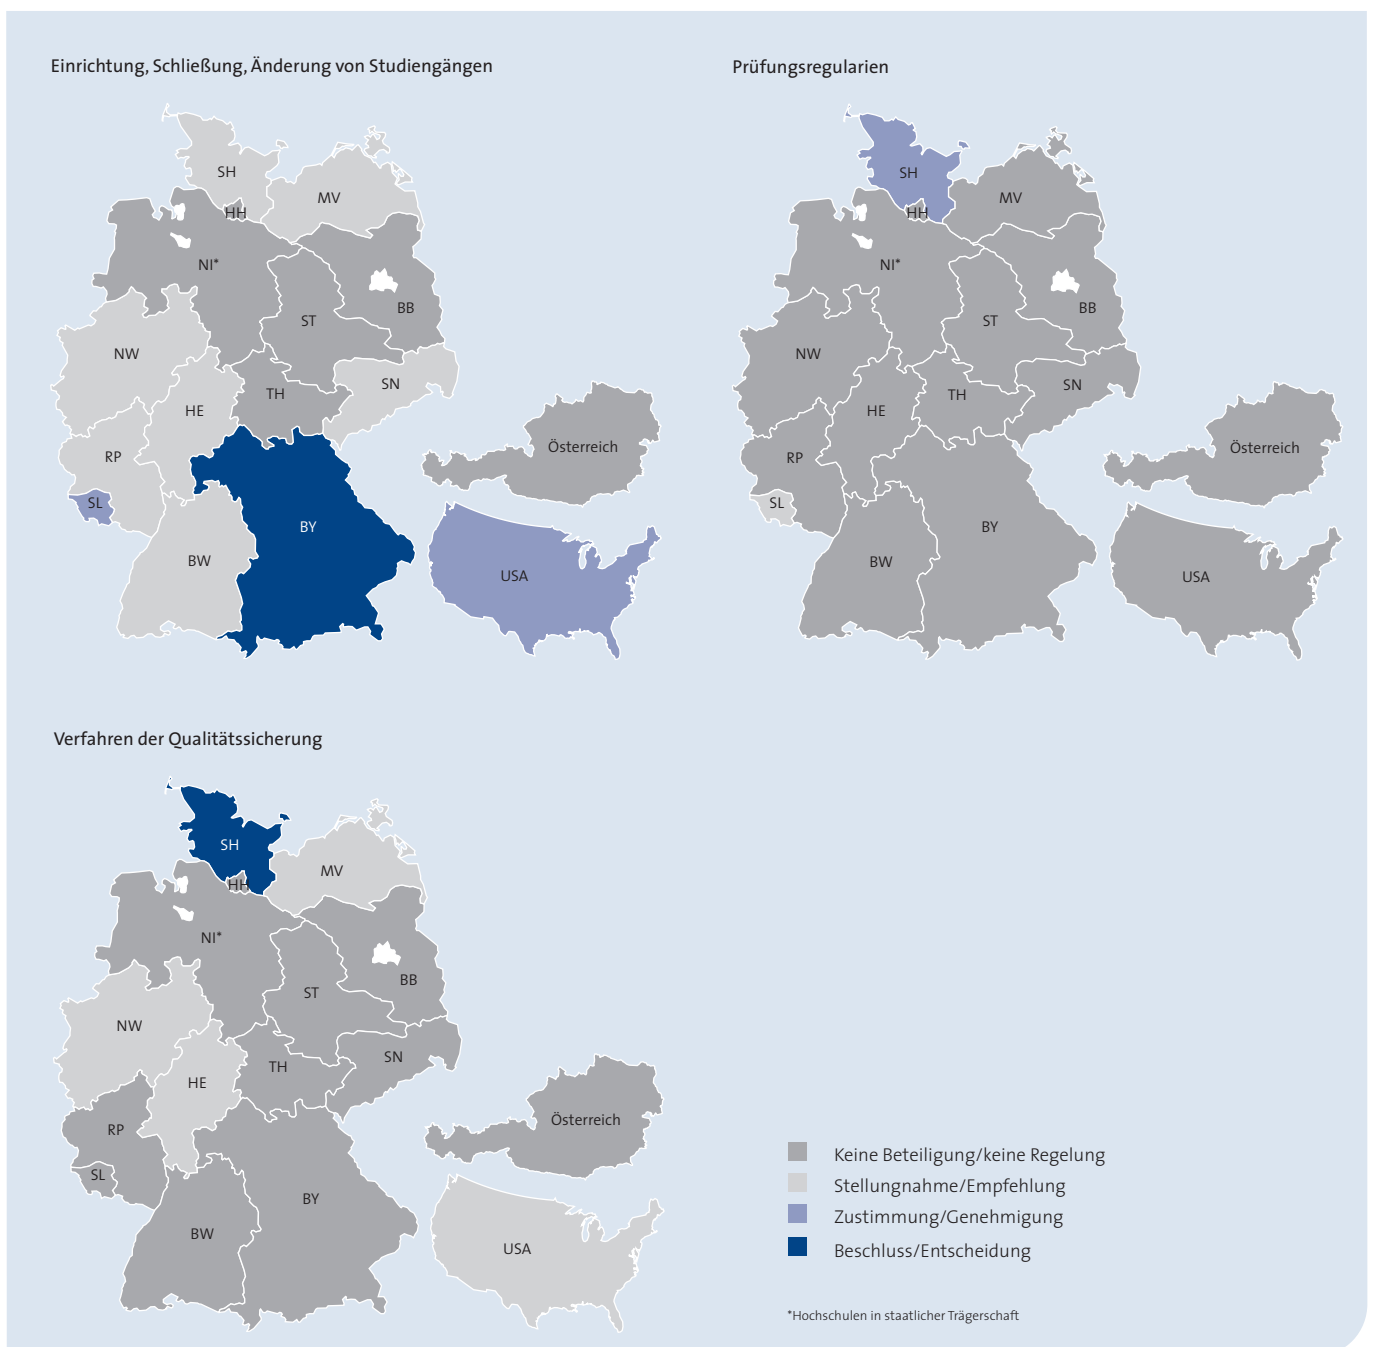 Einrichtung, Schließung, Änderung von Studiengängen
SH
MV
HH
NI*
BB
ST
NW
SN
TH
HE
Österreich
RP
SL
BY
BW
USA
Prüfungsregularien
SH
MV
HH
NI*
BB
ST
NW
SN
TH
HE
Österreich
RP
SL
BY
BW
USA
Verfahren der Qualitätssicherung
SH
MV
HH
NI*
BB
ST
NW
SN
TH
HE
Österreich
RP
SL
BY
BW
USA
Keine Beteiligung/keine Regelung
Stellungnahme/Empfehlung
Zustimmung/Genehmigung
Beschluss/Entscheidung
*Hochschulen in staatlicher Trägerschaft